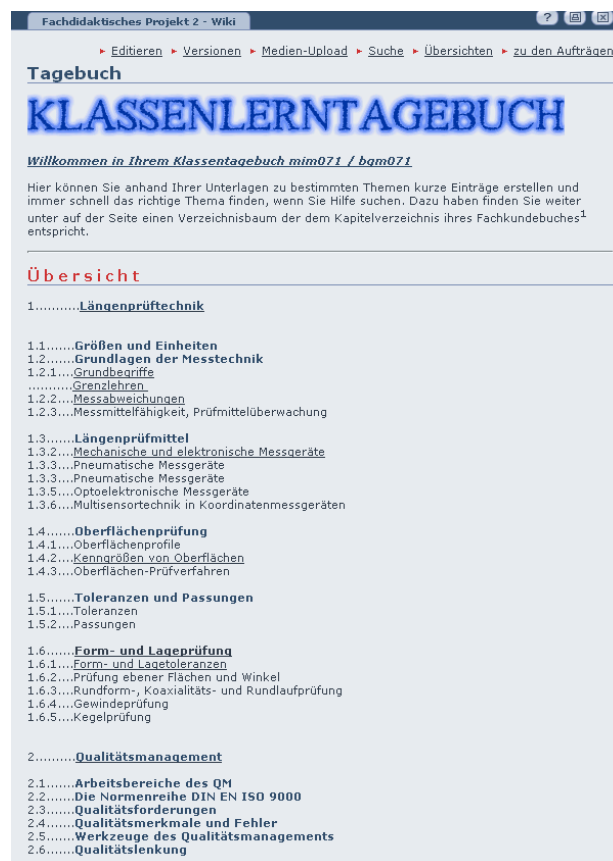 Fachdidaktisches Projekt 2 - Wiki
Editieren Versionen Medien-Upload Suche Übersichten zu den Aufträgen
Tagebuch
KLASSENLERNTAGEBUCH
Willkommen in Ihrem Klassentagebuch mim071 / bgm071
Hier können Sie anhand Ihrer Unterlagen zu bestimmten Themen kurze Einträge erstellen und
immer schnell das richtige Thema finden, wenn Sie Hilfe suchen. Dazu haben finden Sie weiter
unter auf der Seite einen Verzeichnisbaum der dem Kapitelverzeichnis ihres Fachkundebuches1
entspricht.
Übersicht
1...........Längenprüftechnik
1.1.......Größen und Einheiten
1.2.......Grundlagen der Messtechnik
1.2.1....Grundbegriffe
...........Grenzlehren
1.2.2....Messabweichungen
1.2.3....Messmittelfähigkeit, Prüfmittelüberwachung
1.3.......Längenprüfmittel
1.3.2....Mechanische und elektronische Messgeräte
1.3.3....Pneumatische Messgeräte
1.3.3....Pneumatische Messgeräte
1.3.5....Optoelektronische Messgeräte
1.3.6....Multisensortechnik in Koordinatenmessgeräten
1.4.......Oberflächenprüfung
1.4.1....Oberflächenprofile
1.4.2....Kenngrößen von Oberflächen
1.4.3....Oberflächen-Prüfverfahren
1.5.......Toleranzen und Passungen
1.5.1....Toleranzen
1.5.2....Passungen
1.6.......Form- und Lageprüfung
1.6.1....Form- und Lagetoleranzen
1.6.2....Prüfung ebener Flächen und Winkel
1.6.3....Rundform-, Koaxialitäts- und Rundlaufprüfung
1.6.4....Gewindeprüfung
1.6.5....Kegelprüfung
2..........Qualitätsmanagement
2.1.......Arbeitsbereiche des QM
2.2.......Die Normenreihe DIN EN ISO 9000
2.3.......Qualitätsforderungen
2.4.......Qualitätsmerkmale und Fehler
2.5.......Werkzeuge des Qualitätsmanagements
2.6.......Qualitätslenkung